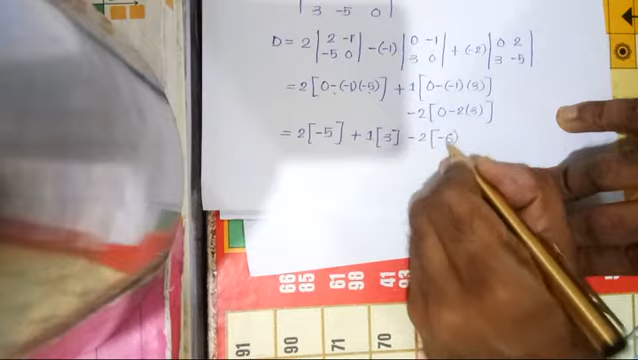 3 -5 0
D = 2 | 2 -1 | - (-1) | 0 -1 | + (-2) | 0 2 |
| -5 0 | | 3 0 | | 3 -5 |
= 2[0-(-1)(-5)] + 1[0-(-1)(3)]
-2[0-2(3)]
= 2[-5] + 1[3] - 2[-6)
66 61 41 93
85 98
91 90 71